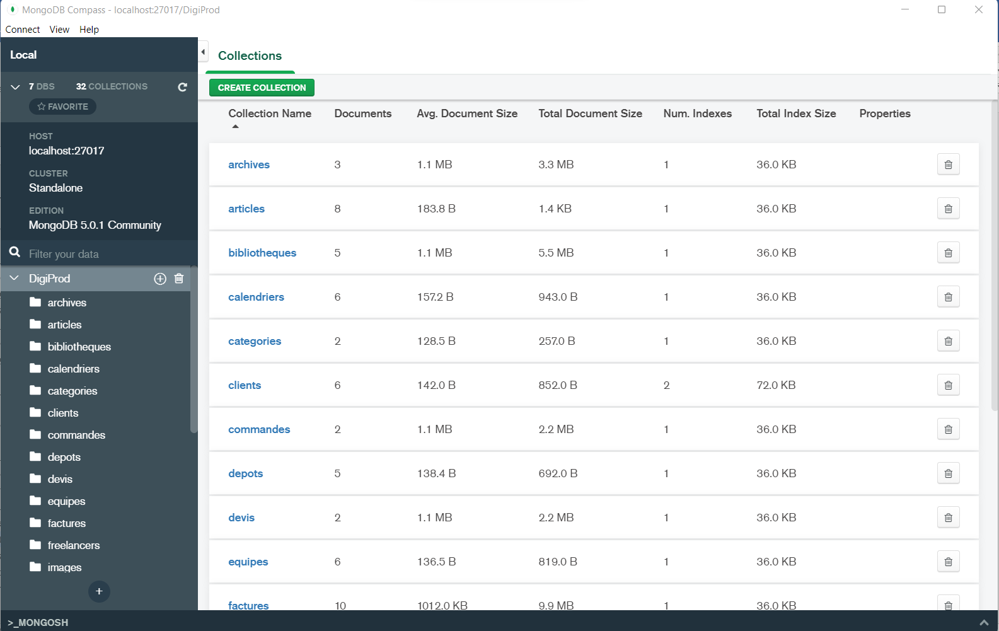 MongoDB Compass - localhost:27017/DigiProd
Connect View Help
Local
7 DBS 32 COLLECTIONS
FAVORITE
HOST
localhost:27017
CLUSTER
Standalone
EDITION
MongoDB 5.0.1 Community
Filter your data
DigiProd
archives
articles
bibliotheques
calendriers
categories
clients
commandes
depots
devis
equipes
factures
freelancers
images
+
>_MONGOSH
Collections
CREATE COLLECTION
Collection Name Documents Avg. Document Size Total Document Size Num. Indexes Total Index Size Properties
archives 3 1.1 MB 3.3 MB 1 36.0 KB
articles 8 183.8 B 1.4 KB 1 36.0 KB
bibliotheques 5 1.1 MB 5.5 MB 1 36.0 KB
calendriers 6 157.2 B 943.0 B 1 36.0 KB
categories 2 128.5 B 257.0 B 1 36.0 KB
clients 6 142.0 B 852.0 B 2 72.0 KB
commandes 2 1.1 MB 2.2 MB 1 36.0 KB
depots 5 138.4 B 692.0 B 1 36.0 KB
devis 2 1.1 MB 2.2 MB 1 36.0 KB
equipes 6 136.5 B 819.0 B 1 36.0 KB
factures 10 1012.0 KB 9.9 MB 1 36.0 KB